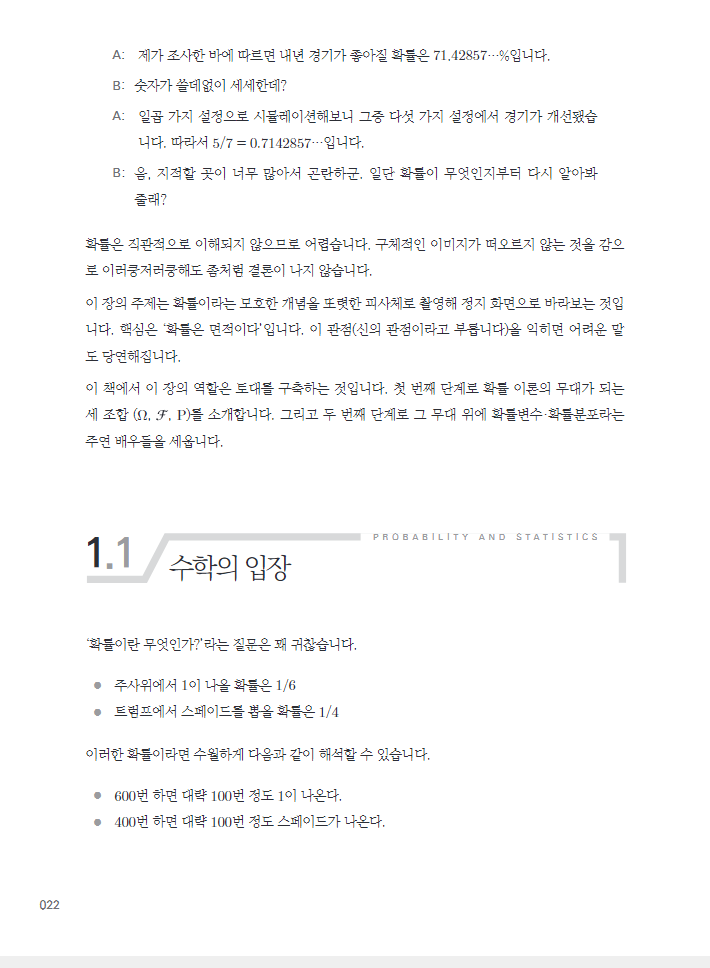 A: 제가 조사한 바에 따르면 내년 경기가 좋아질 확률은 71.42857…%입니다.
B: 숫자가 쓸데없이 세세한데?
A: 일곱 가지 설정으로 시뮬레이션해보니 그중 다섯 가지 설정에서 경기가 개선됐습
니다. 따라서 5/7 = 0.7142857…입니다.
B: 음, 지적할 곳이 너무 많아서 곤란하군. 일단 확률이 무엇인지부터 다시 알아봐
줄래?
확률은 직관적으로 이해되지 않으므로 어렵습니다. 구체적인 이미지가 떠오르지 않는 것을 감으
로 이러쿵저러쿵해도 좀처럼 결론이 나지 않습니다.
이 장의 주제는 확률이라는 모호한 개념을 또렷한 피사체로 촬영해 정지 화면으로 바라보는 것입
니다. 핵심은 ‘확률은 면적이다’입니다. 이 관점(신의 관점이라고 부릅니다)을 익히면 어려운 말
도 당연해집니다.
이 책에서 이 장의 역할은 토대를 구축하는 것입니다. 첫 번째 단계로 확률 이론의 무대가 되는
세 조합 (Ω, ℱ, P)를 소개합니다. 그리고 두 번째 단계로 그 무대 위에 확률변수·확률분포라는
주연 배우들을 세웁니다.
PROBABILITY AND STATISTICS
1.1 수학의 입장
‘확률이란 무엇인가?’라는 질문은 꽤 귀찮습니다.
● 주사위에서 1이 나올 확률은 1/6
● 트럼프에서 스페이드를 뽑을 확률은 1/4
이러한 확률이라면 수월하게 다음과 같이 해석할 수 있습니다.
● 600번 하면 대략 100번 정도 1이 나온다.
● 400번 하면 대략 100번 정도 스페이드가 나온다.
022